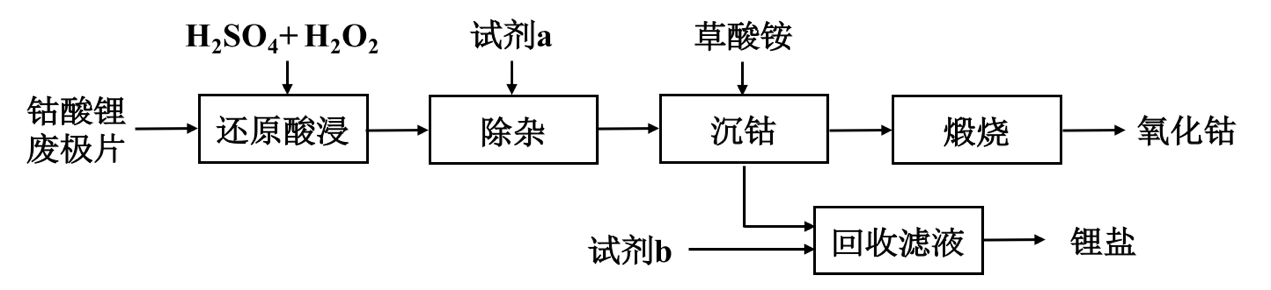 H₂SO₄+ H₂O₂
试剂a
草酸铵
钴酸锂
废极片
还原酸浸
除杂
沉钴
煅烧
氧化钴
试剂b
回收滤液
锂盐